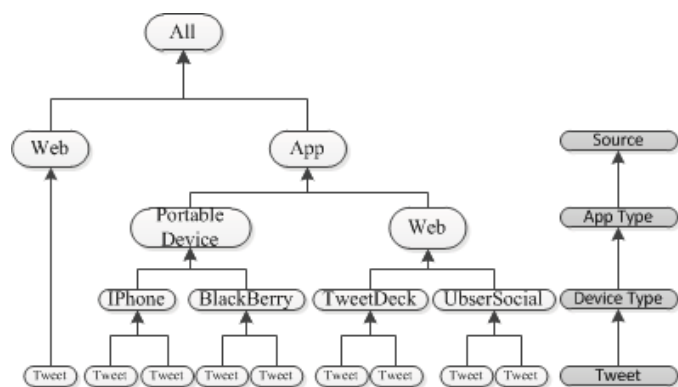 All
Web
App
Source
Portable
Device
Web
App Type
IPhone
BlackBerry
TweetDeck
UbserSocial
Device Type
Tweet
Tweet
Tweet
Tweet
Tweet
Tweet
Tweet
Tweet
Tweet
Tweet